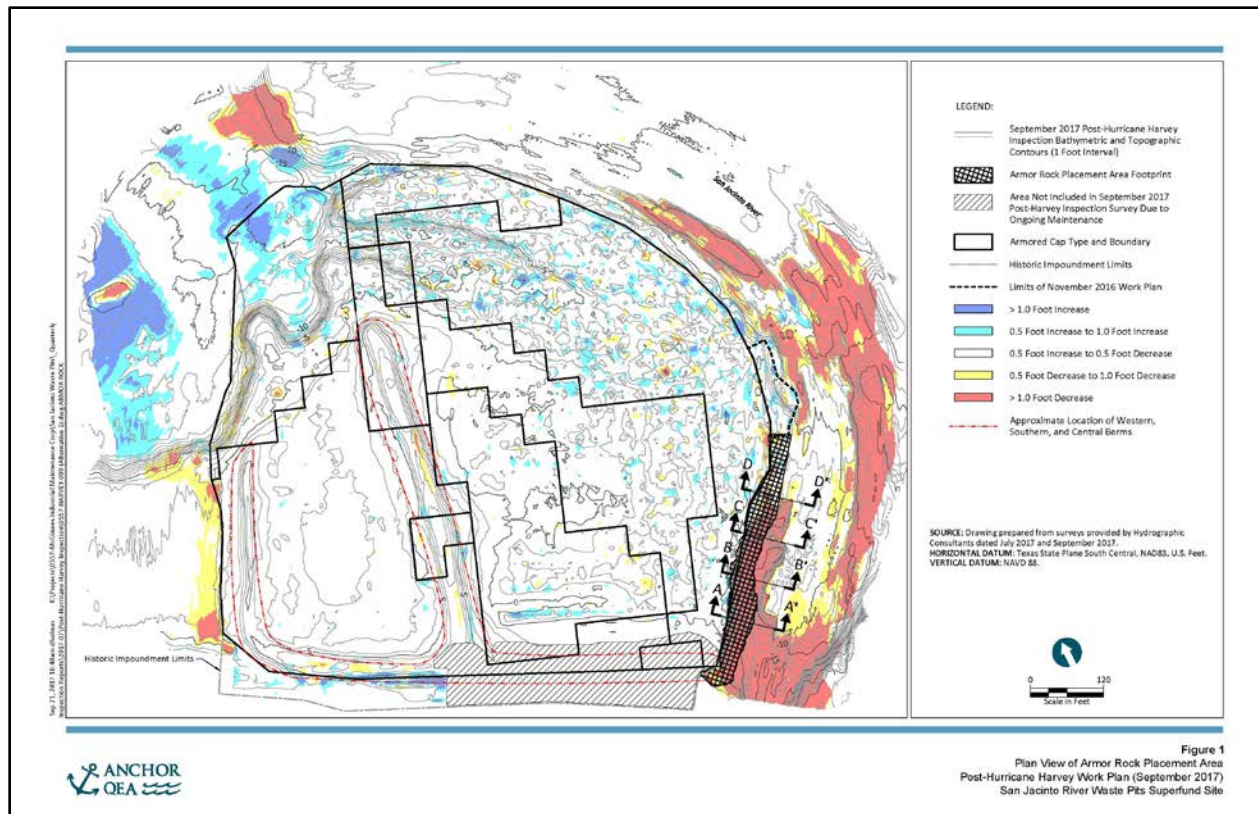 San Jacinto River
Historic Impoundment Limits
-15
-10
-15
-5
-10
-10
-15
D
D'
C
C'
B
B'
A
A'
LEGEND:
September 2017 Post-Hurricane Harvey
Inspection Bathymetric and Topographic
Contours (1 Foot Interval)
Armor Rock Placement Area Footprint
Area Not Included in September 2017
Post-Harvey Inspection Survey Due to
Ongoing Maintenance
Armored Cap Type and Boundary
Historic Impoundment Limits
Limits of November 2016 Work Plan
> 1.0 Foot Increase
0.5 Foot Increase to 1.0 Foot Increase
0.5 Foot Increase to 0.5 Foot Decrease
0.5 Foot Decrease to 1.0 Foot Decrease
> 1.0 Foot Decrease
Approximate Location of Western,
Southern, and Central Berms
SOURCE: Drawing prepared from surveys provided by Hydrographic
Consultants dated July 2017 and September 2017.
HORIZONTAL DATUM: Texas State Plane South Central, NAD83, U.S. Feet.
VERTICAL DATUM: NAVD 88.
0 120
Scale in Feet
ANCHOR
QEA
Figure 1
Plan View of Armor Rock Placement Area
Post-Hurricane Harvey Work Plan (September 2017)
San Jacinto River Waste Pits Superfund Site